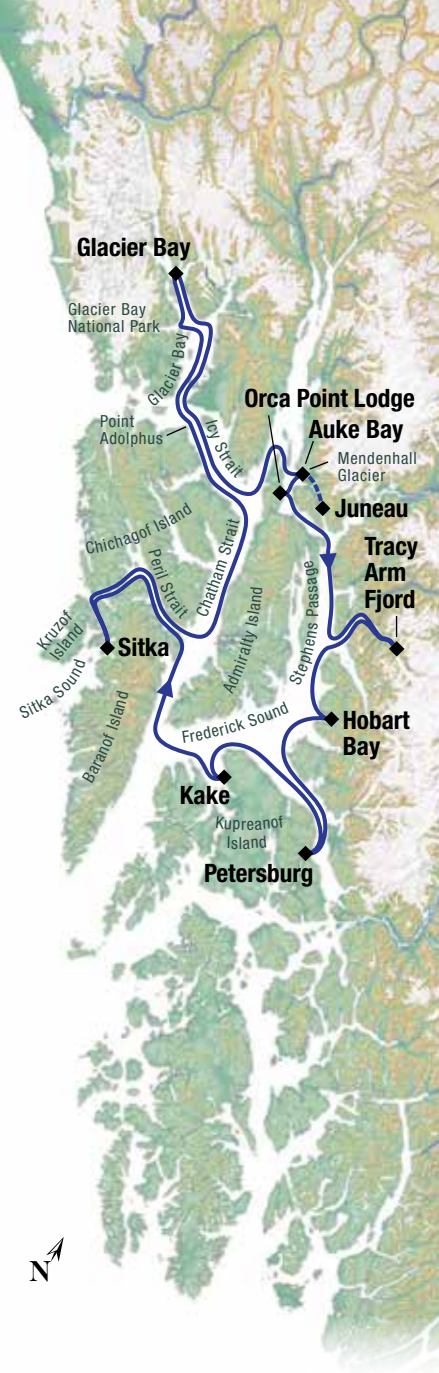 Glacier Bay
Glacier Bay
National Park
Glacier Bay
Point
Adolphus
Icy Strait
Orca Point Lodge
Auke Bay
Mendenhall
Glacier
Juneau
Chichagof Island
Peril Strait
Chatham Strait
Admiralty Island
Stephens Passage
Tracy
Arm
Fjord
Kruzof
Island
Sitka
Sitka Sound
Baranof Island
Frederick Sound
Hobart
Bay
Kake
Kupreanof
Island
Petersburg
N